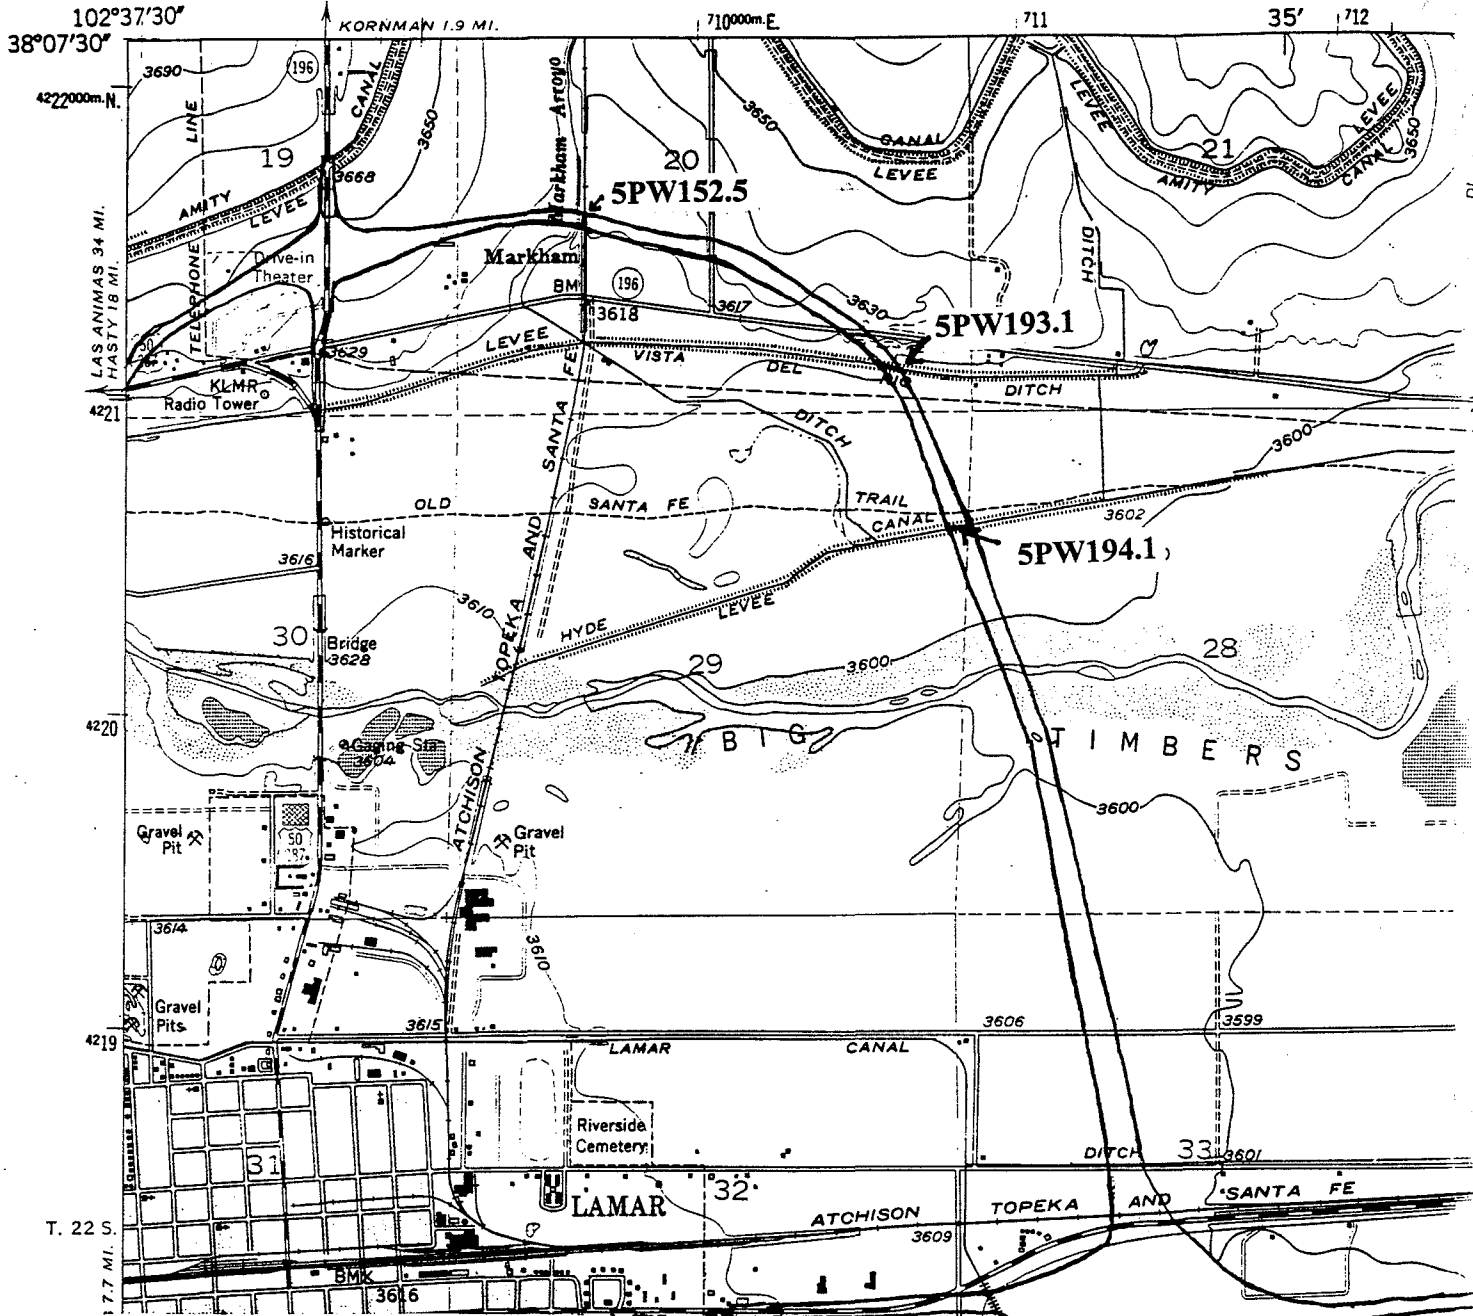 102°37'30"
KORNMAN 1.9 MI.
710000m. E.
711
35'
712
38°07'30"
3690
196
CANAL
4222000m. N.
LINE
3650
Markham Arroyo
3650
CANAL
LEVEE
LEVEE
LEVEE
CANAL
3650
19
20
21
3668
AMITY
LEVEE
AMITY
5PW152.5
LAS ANIMAS 34 MI.
HASTY 18 MI.
TELEPHONE
Drive-in
Theater
Markham
BM
196
3618
3617
3630
DITCH
5PW193.1
50
3629
LEVEE
VISTA
DEL
DITCH
KLMR
Radio Tower
4221
SANTA FE
DITCH
3600
OLD
SANTA FE
TRAIL
CANAL
3602
Historical
Marker
AND
5PW194.1
3616
3610
TOPEKA
HYDE
LEVEE
30
Bridge
3628
29
3600
28
4220
BIG
TIMBERS
Gaging Sta
3604
ATCHISON
3600
Gravel
Pit
50
287
Gravel
Pit
3614
3610
Gravel
Pits
3615
3606
3599
4219
LAMAR
CANAL
Riverside
Cemetery
31
DITCH
33
3601
32
LAMAR
TOPEKA
AND
SANTA FE
T. 22 S.
ATCHISON
3609
7.7 MI.
BMX
3616